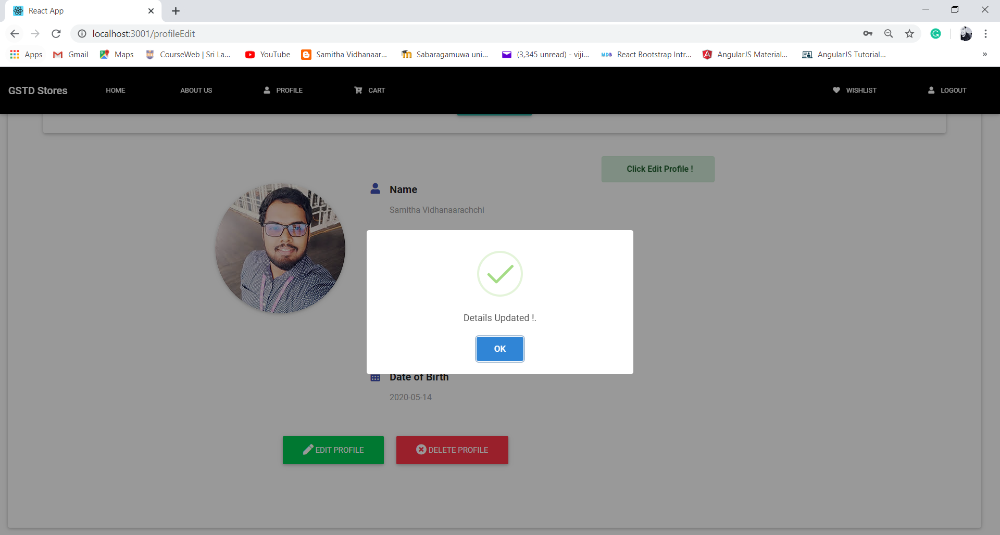 React App
localhost:3001/profileEdit
Apps
Gmail
Maps
CourseWeb | Sri La...
YouTube
Samitha Vidhanaar...
Sabaragamuwa uni...
(3,345 unread) - viji...
MDB
React Bootstrap Intr...
AngularJS Material...
AngularJS Tutorial...
»
GSTD Stores
HOME
ABOUT US
PROFILE
CART
WISHLIST
LOGOUT
Click Edit Profile !
Name
Samitha Vidhanaarachchi
Details Updated !.
OK
Date of Birth
2020-05-14
EDIT PROFILE
DELETE PROFILE